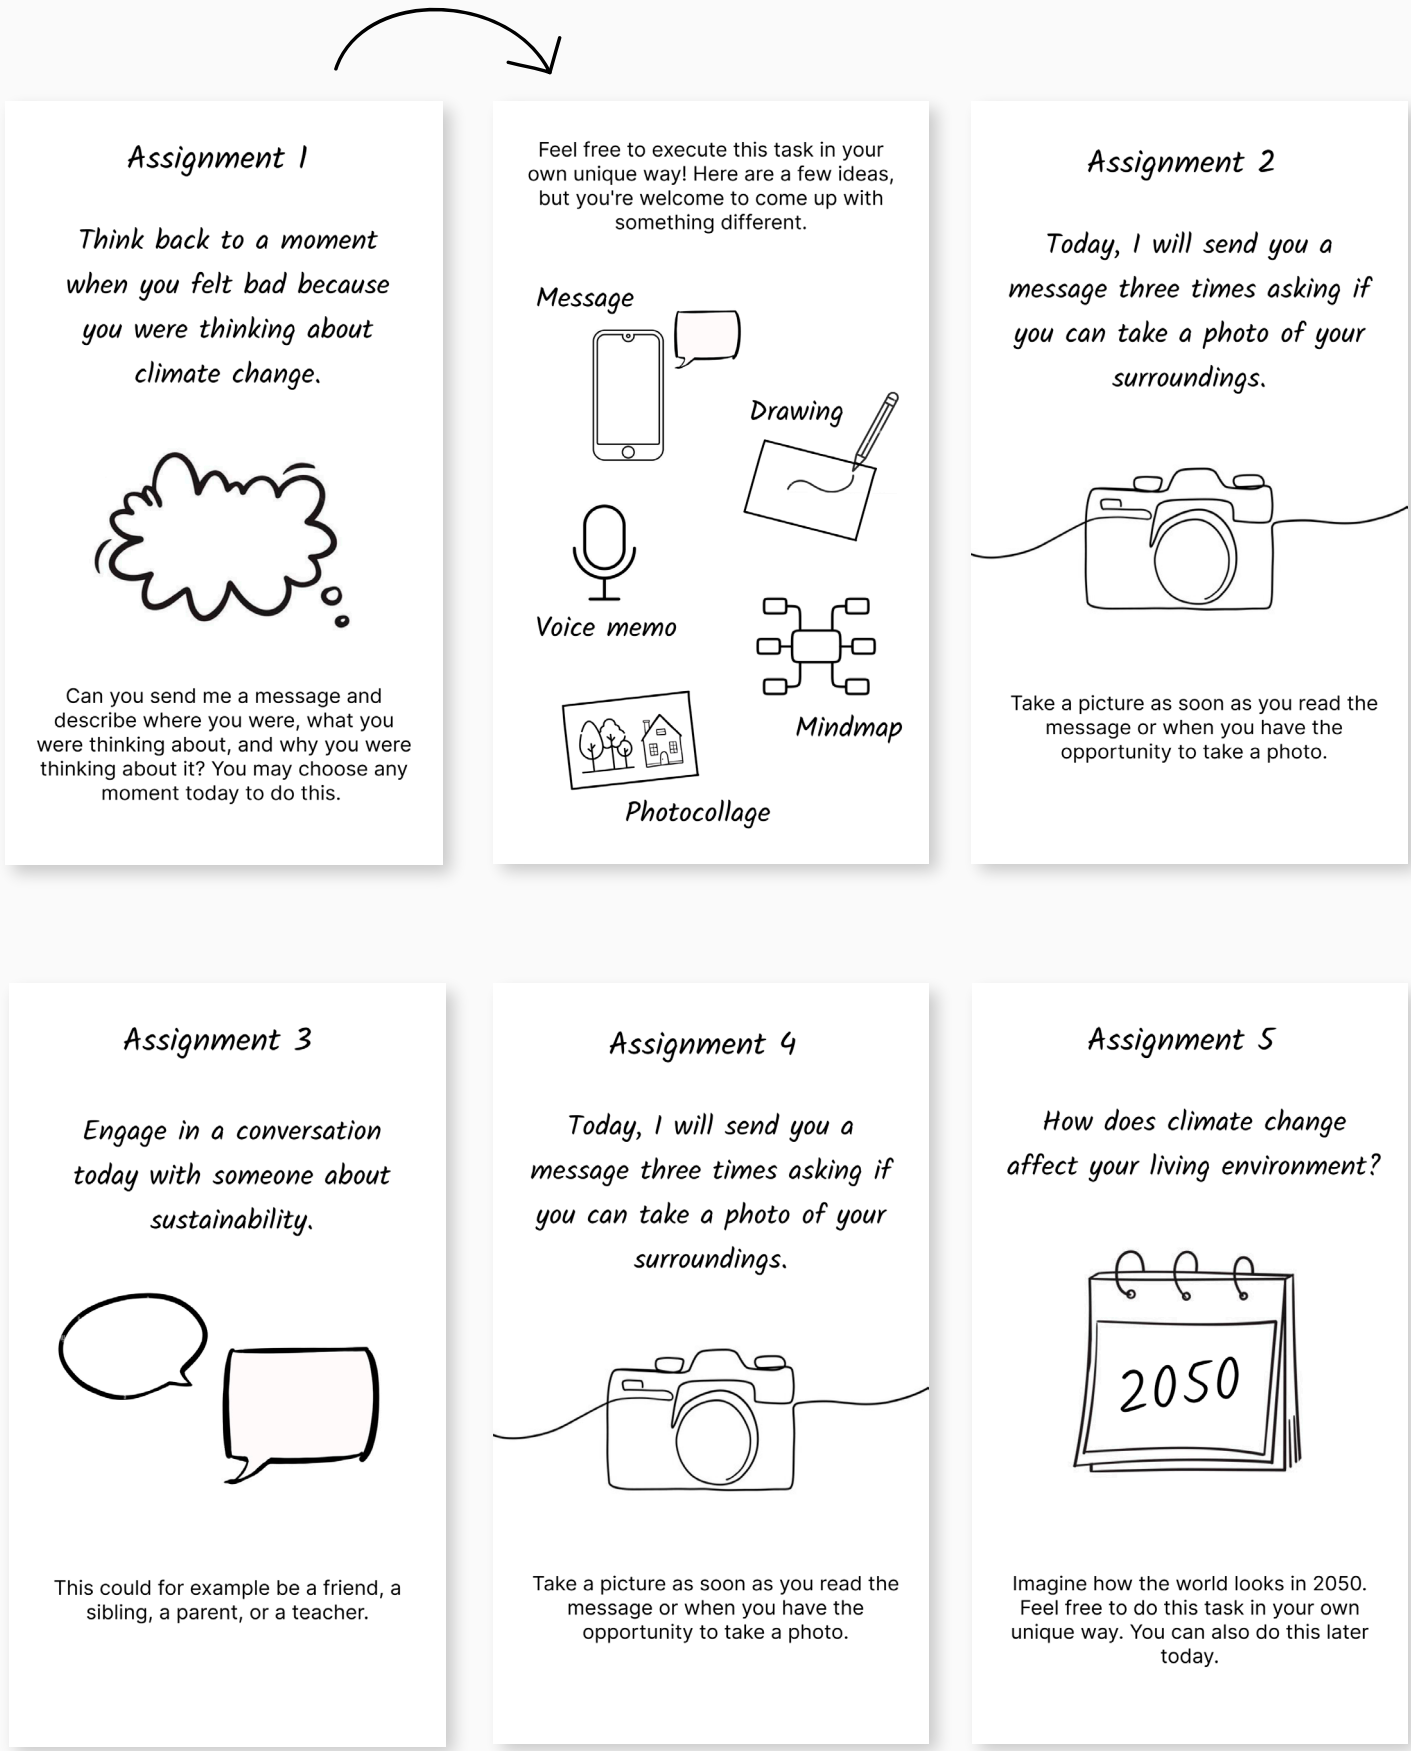 Assignment 1
Think back to a moment
when you felt bad because
you were thinking about
climate change.
Can you send me a message and
describe where you were, what you
were thinking about, and why you were
thinking about it? You may choose any
moment today to do this.
Feel free to execute this task in your
own unique way! Here are a few ideas,
but you're welcome to come up with
something different.
Message
Drawing
Voice memo
Mindmap
Photocollage
Assignment 2
Today, I will send you a
message three times asking if
you can take a photo of your
surroundings.
Take a picture as soon as you read the
message or when you have the
opportunity to take a photo.
Assignment 3
Engage in a conversation
today with someone about
sustainability.
This could for example be a friend, a
sibling, a parent, or a teacher.
Assignment 4
Today, I will send you a
message three times asking if
you can take a photo of your
surroundings.
Take a picture as soon as you read the
message or when you have the
opportunity to take a photo.
Assignment 5
How does climate change
affect your living environment?
2050
Imagine how the world looks in 2050.
Feel free to do this task in your own
unique way. You can also do this later
today.